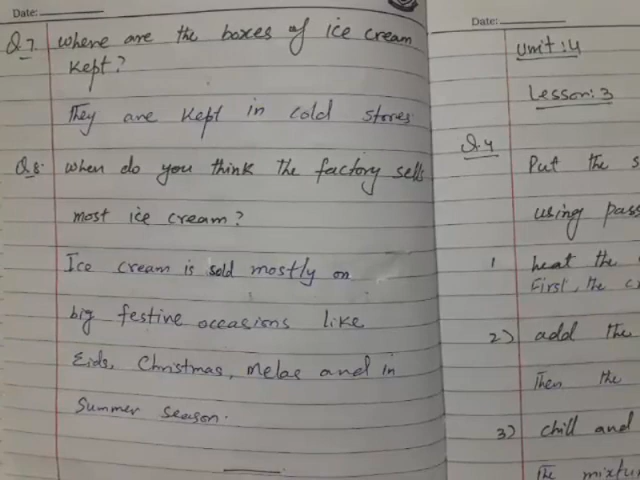 Date:
Q 7. Where are the boxes of ice cream
kept?
They are kept in cold stores
Q 8. When do you think the factory sells
most ice cream?
Ice cream is sold mostly on
big festive occasions like
Eids, Christmas, Melas and in
Summer season.
Date:
Unit : 4
Lesson: 3
Q.4
Put the s
using pass
1 heat the
First, the c
2) add the
Then the
3) chill and
The mixtu